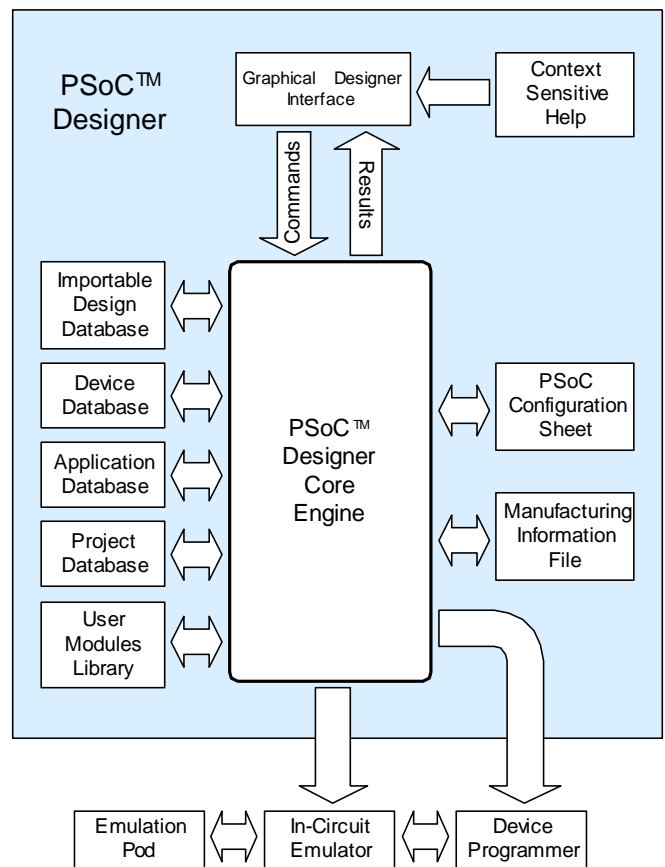 PSoC™
Designer
Graphical Designer
Interface
Context
Sensitive
Help
Commands
Results
Importable
Design
Database
Device
Database
Application
Database
Project
Database
User
Modules
Library
PSoC™
Designer
Core
Engine
PSoC
Configuration
Sheet
Manufacturing
Information
File
Emulation
Pod
In-Circuit
Emulator
Device
Programmer